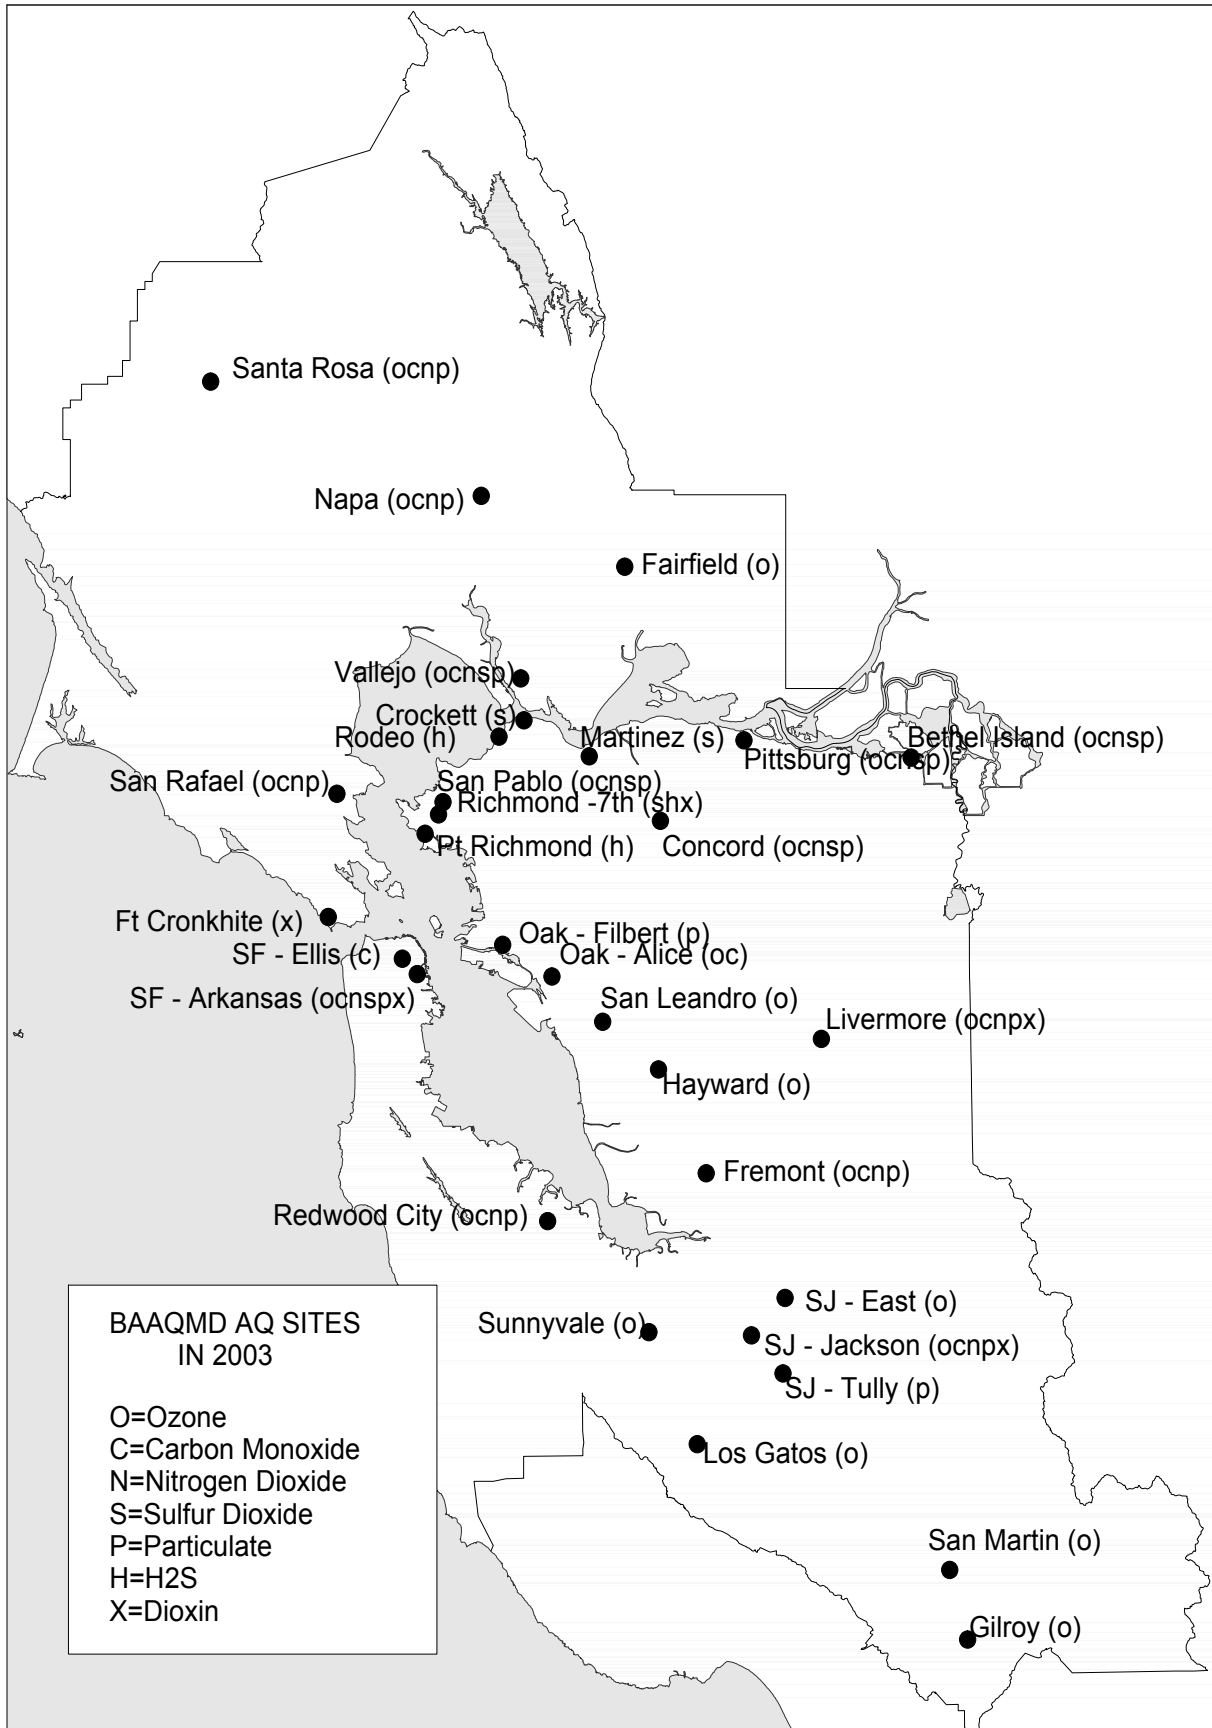 Santa Rosa (ocnp)
Napa (ocnp)
Fairfield (o)
Vallejo (ocnsp)
Crockett (s)
Rodeo (h)
Martinez (s)
Bethel Island (ocnsp)
Pittsburg (ocnsp)
San Rafael (ocnp)
San Pablo (ocnsp)
Richmond -7th (shx)
Pt Richmond (h)
Concord (ocnsp)
Ft Cronkhite (x)
Oak - Filbert (p)
SF - Ellis (c)
Oak - Alice (oc)
SF - Arkansas (ocnspx)
San Leandro (o)
Livermore (ocnpx)
Hayward (o)
Fremont (ocnp)
Redwood City (ocnp)
SJ - East (o)
Sunnyvale (o)
SJ - Jackson (ocnpx)
SJ - Tully (p)
Los Gatos (o)
San Martin (o)
Gilroy (o)
BAAQMD AQ SITES
IN 2003
O=Ozone
C=Carbon Monoxide
N=Nitrogen Dioxide
S=Sulfur Dioxide
P=Particulate
H=H2S
X=Dioxin